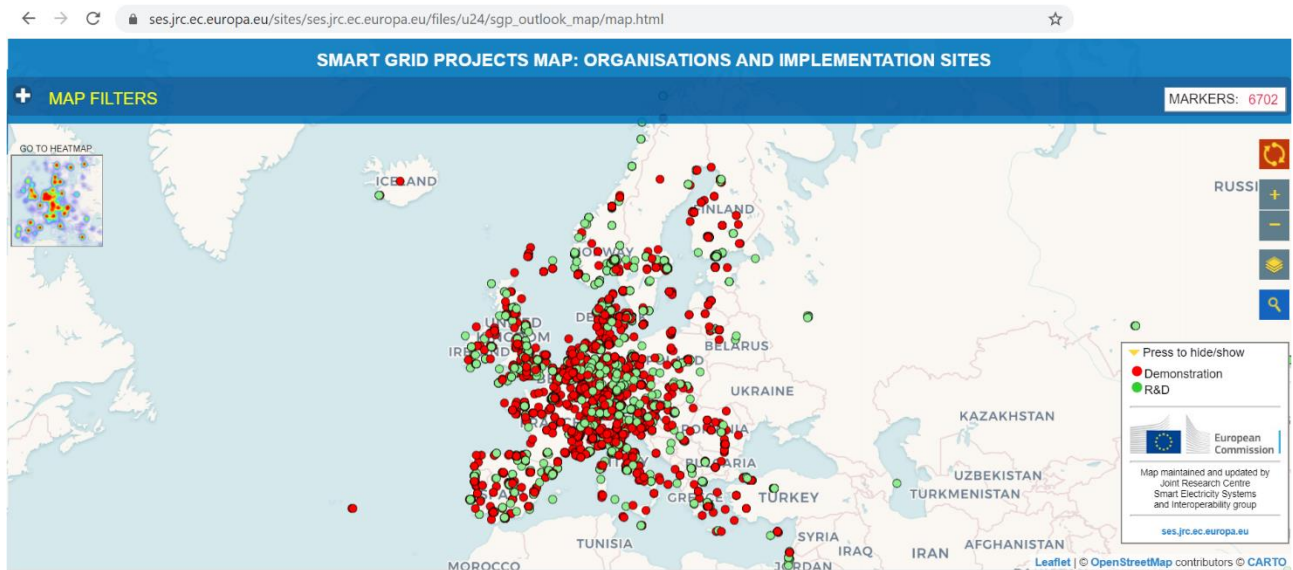 ses.jrc.ec.europa.eu/sites/ses.jrc.ec.europa.eu/files/u24/sgp_outlook_map/map.html
SMART GRID PROJECTS MAP: ORGANISATIONS AND IMPLEMENTATION SITES
MAP FILTERS
MARKERS: 6702
GO TO HEATMAP
ICELAND
RUSSI
FINLAND
NORWAY
UNITED
KINGDOM
BELARUS
UKRAINE
KAZAKHSTAN
UZBEKISTAN
TURKMENISTAN
TURKEY
TUNISIA
SYRIA
IRAQ
IRAN
AFGHANISTAN
JORDAN
MOROCCO
Press to hide/show
Demonstration
R&D
European
Commission
Map maintained and updated by
Joint Research Centre
Smart Electricity Systems
and Interoperability group
ses.jrc.ec.europa.eu
Leaflet | © OpenStreetMap contributors © CARTO